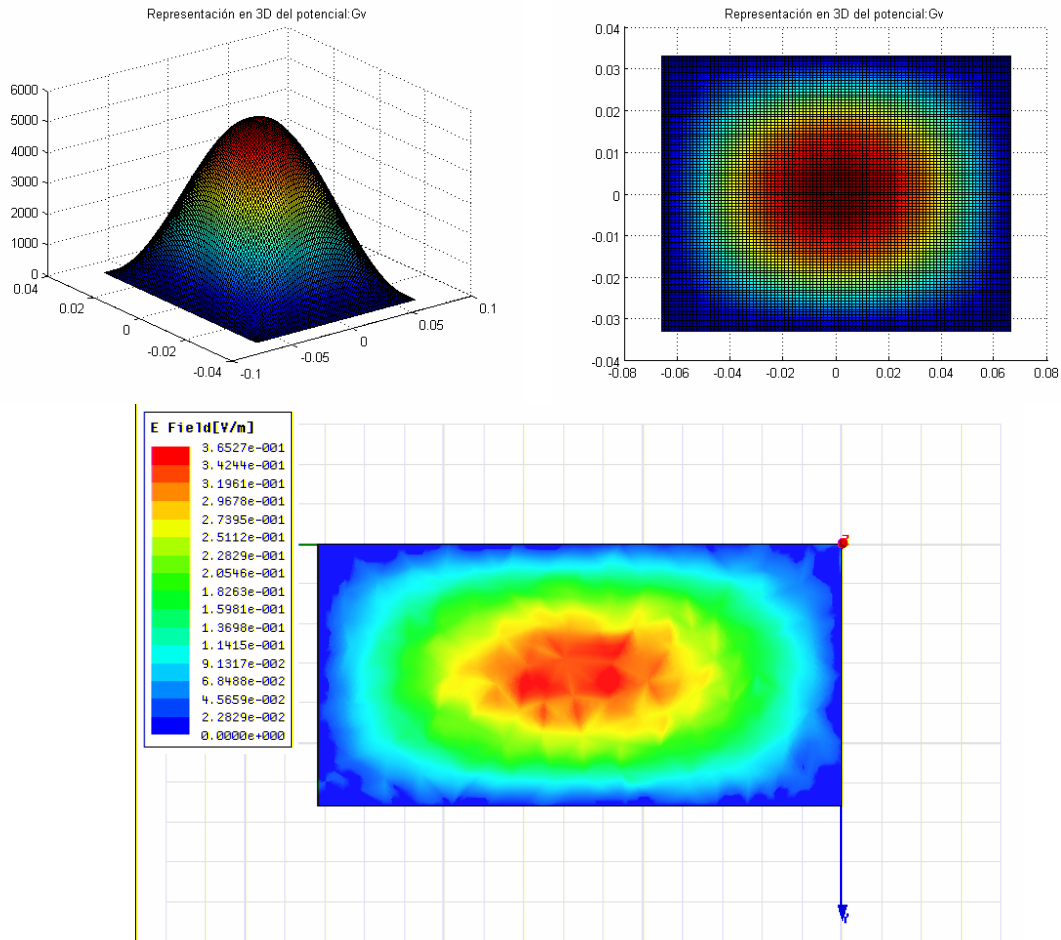 Representación en 3D del potencial:Gv
6000
5000
4000
3000
2000
1000
0
0.04
0.02
0
-0.02
-0.04
-0.1
-0.05
0
0.05
0.1
Representación en 3D del potencial:Gv
0.04
0.03
0.02
0.01
0
-0.01
-0.02
-0.03
-0.04
-0.08
-0.06
-0.04
-0.02
0
0.02
0.04
0.06
0.08
E Field[V/m]
3.6527e-001
3.4244e-001
3.1961e-001
2.9678e-001
2.7395e-001
2.5112e-001
2.2829e-001
2.0546e-001
1.8263e-001
1.5981e-001
1.3698e-001
1.1415e-001
9.1317e-002
6.8488e-002
4.5659e-002
2.2829e-002
0.0000e+000
Y